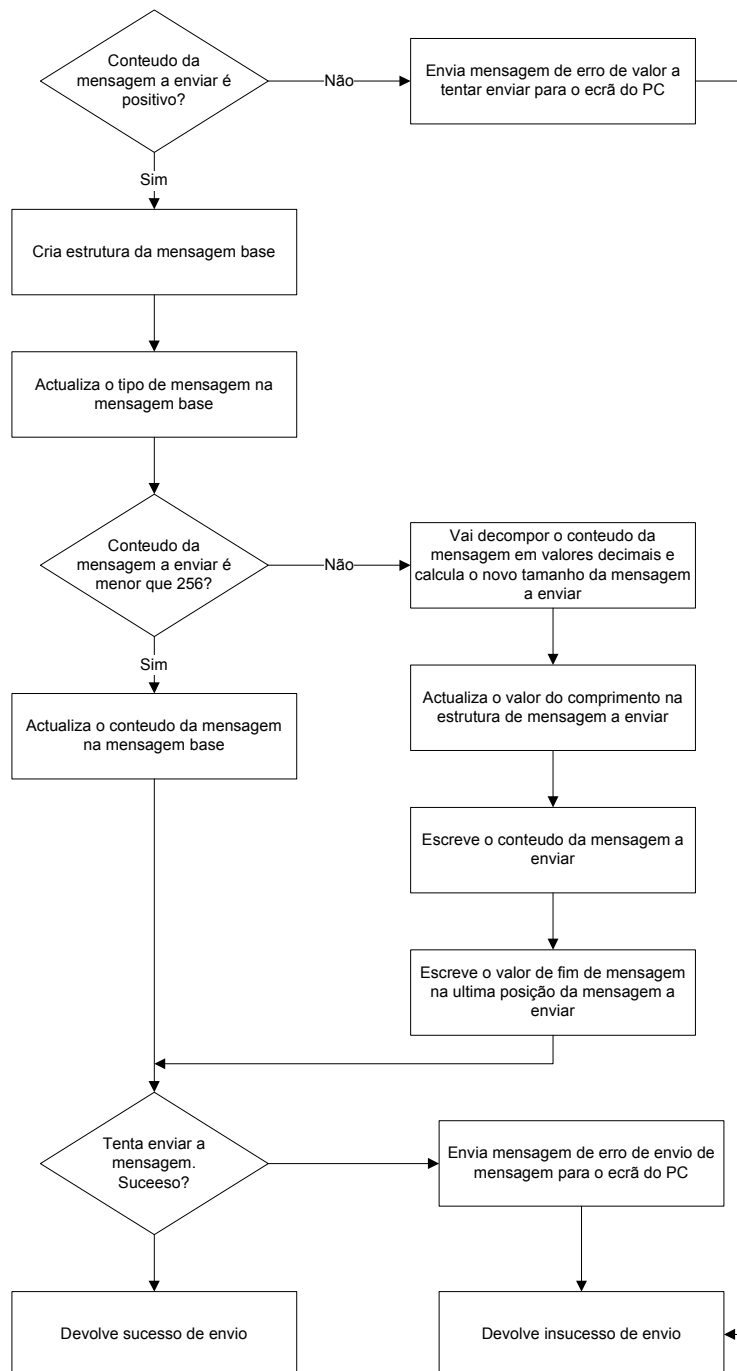 Conteudo da
mensagem a enviar é
positivo?
Não
Envia mensagem de erro de valor a
tentar enviar para o ecrã do PC
Sim
Cria estrutura da mensagem base
Actualiza o tipo de mensagem na
mensagem base
Conteudo da
mensagem a enviar é
menor que 256?
Não
Vai decompor o conteudo da
mensagem em valores decimais e
calcula o novo tamanho da mensagem
a enviar
Sim
Actualiza o conteudo da mensagem
na mensagem base
Actualiza o valor do comprimento na
estrutura de mensagem a enviar
Escreve o conteudo da mensagem a
enviar
Escreve o valor de fim de mensagem
na ultima posição da mensagem a
enviar
Tenta enviar a
mensagem.
Suceeso?
Envia mensagem de erro de envio de
mensagem para o ecrã do PC
Devolve sucesso de envio
Devolve insucesso de envio